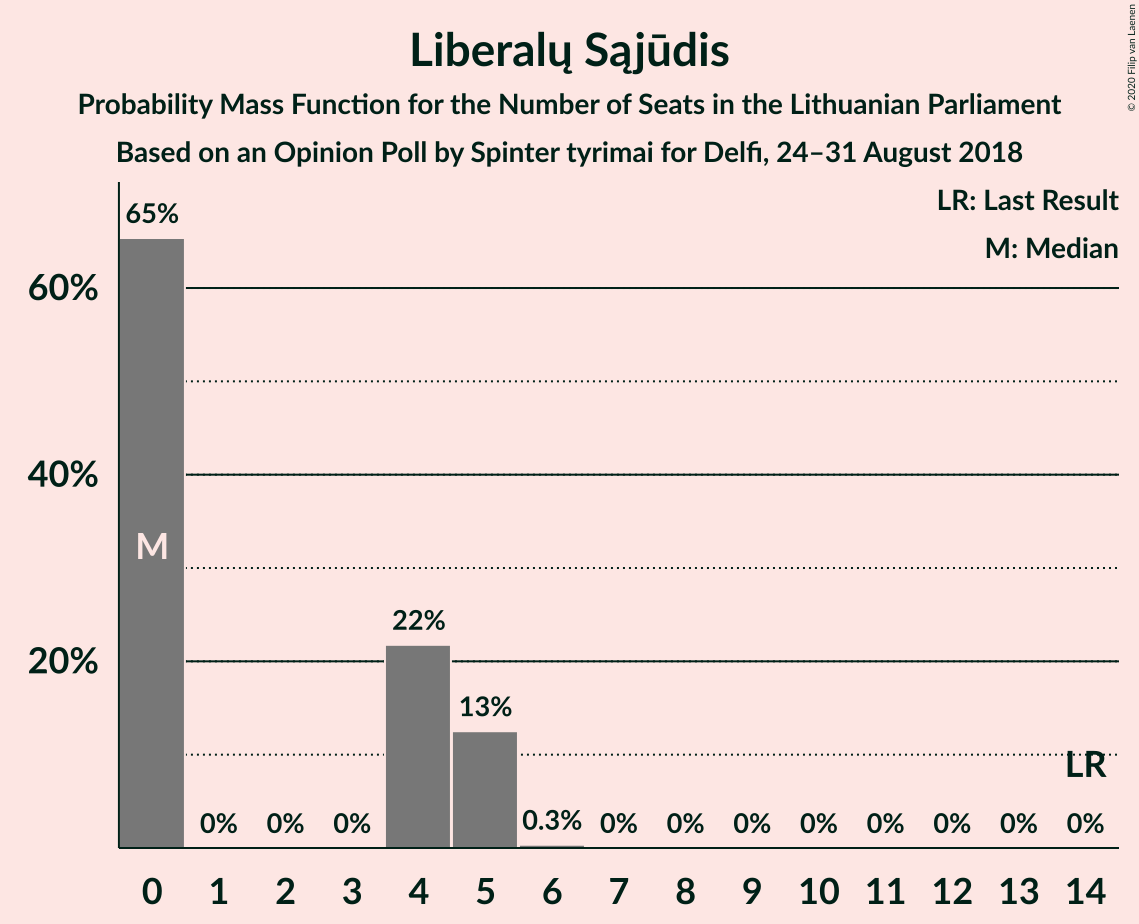 Liberalų Sąjūdis
Probability Mass Function for the Number of Seats in the Lithuanian Parliament
Based on an Opinion Poll by Spinter tyrimai for Delfi, 24–31 August 2018
© 2020 Filip van Laenen
LR: Last Result
M: Median
65%
60%
40%
M
22%
20%
13%
LR
0% 0% 0% 0.3% 0% 0% 0% 0% 0% 0% 0% 0%
0 1 2 3 4 5 6 7 8 9 10 11 12 13 14